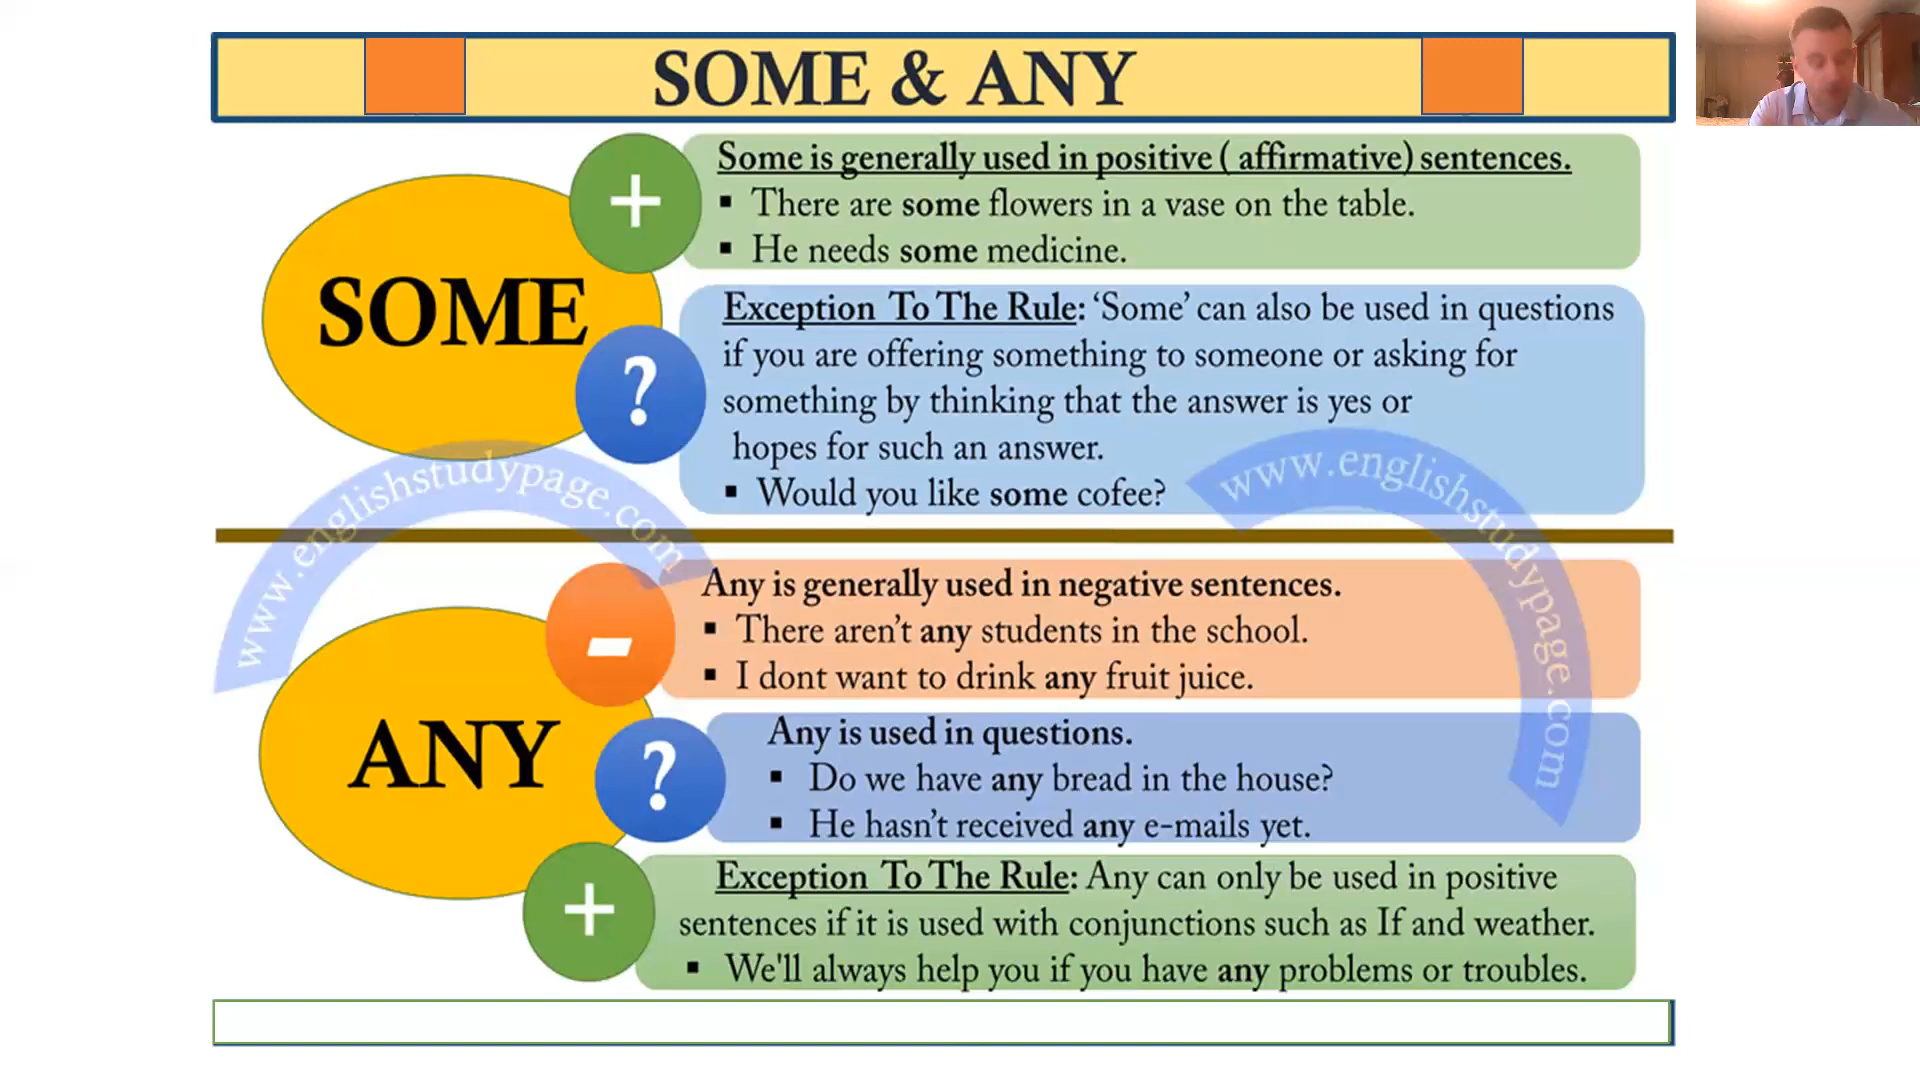 SOME & ANY
+
Some is generally used in positive ( affirmative) sentences.
▪ There are some flowers in a vase on the table.
▪ He needs some medicine.
SOME
?
Exception To The Rule: ‘Some’ can also be used in questions
if you are offering something to someone or asking for
something by thinking that the answer is yes or
hopes for such an answer.
▪ Would you like some cofee?
www.englishstudypage.com
www.englishstudypage.com
-
Any is generally used in negative sentences.
▪ There aren’t any students in the school.
▪ I dont want to drink any fruit juice.
ANY
?
Any is used in questions.
▪ Do we have any bread in the house?
▪ He hasn’t received any e-mails yet.
+
Exception To The Rule: Any can only be used in positive
sentences if it is used with conjunctions such as If and weather.
▪ We'll always help you if you have any problems or troubles.